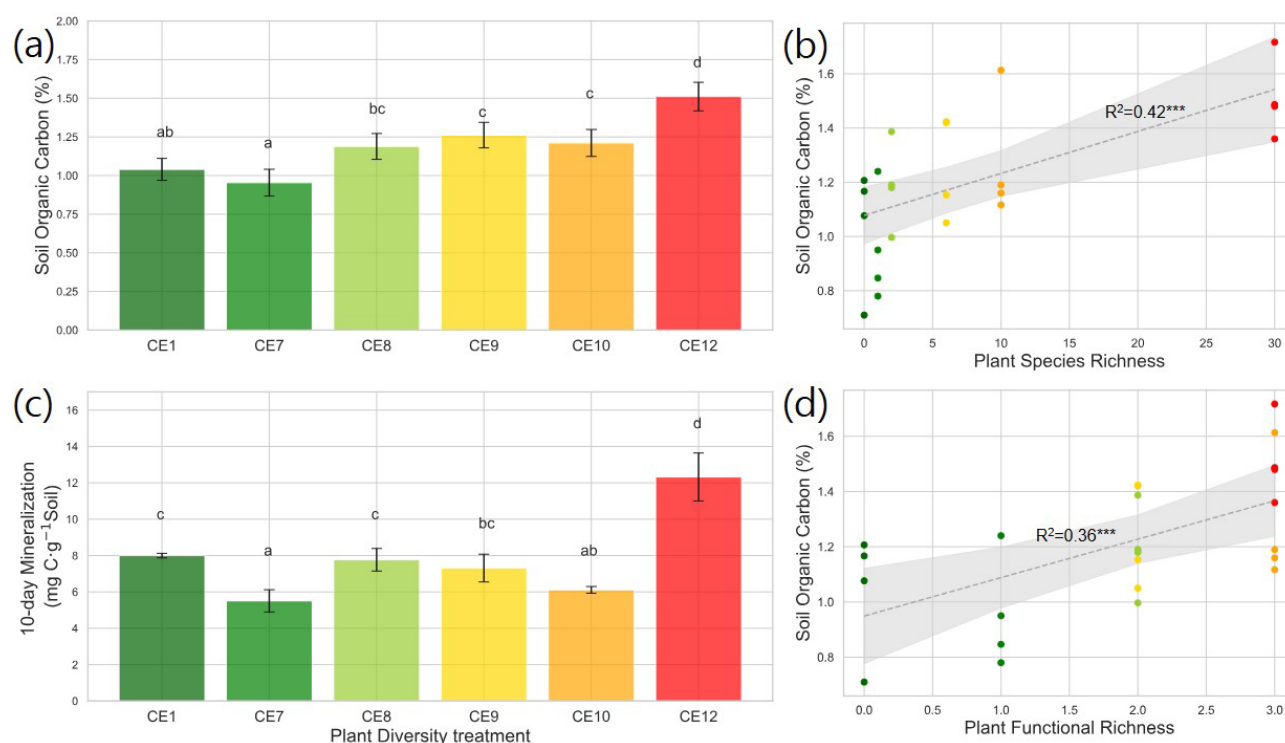 (a)
Soil Organic Carbon (%)
2.00
1.75
1.50
1.25
1.00
0.75
0.50
0.25
0.00
ab
a
bc
c
c
d
CE1
CE7
CE8
CE9
CE10
CE12
(b)
Soil Organic Carbon (%)
1.6
1.4
1.2
1.0
0.8
R²=0.42***
0
5
10
15
20
25
30
Plant Species Richness
(c)
10-day Mineralization
(mg C·g⁻¹Soil)
16
14
12
10
8
6
4
2
0
c
a
c
bc
ab
d
CE1
CE7
CE8
CE9
CE10
CE12
Plant Diversity treatment
(d)
Soil Organic Carbon (%)
1.6
1.4
1.2
1.0
0.8
R²=0.36***
0.0
0.5
1.0
1.5
2.0
2.5
3.0
Plant Functional Richness